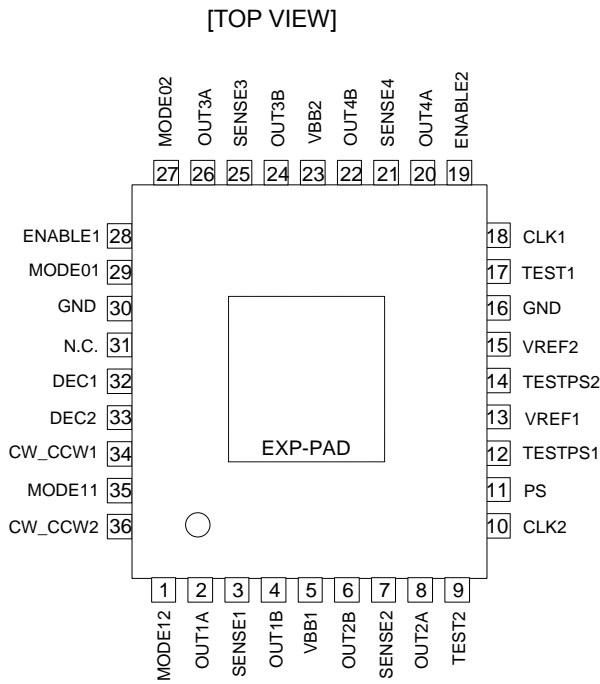 [TOP VIEW]
MODE02
OUT3A
SENSE3
OUT3B
VBB2
OUT4B
SENSE4
OUT4A
ENABLE2
27 26 25 24 23 22 21 20 19
ENABLE1 28
MODE01 29
GND 30
N.C. 31
DEC1 32
DEC2 33
CW_CCW1 34
MODE11 35
CW_CCW2 36
18 CLK1
17 TEST1
16 GND
15 VREF2
14 TESTPS2
13 VREF1
12 TESTPS1
11 PS
10 CLK2
EXP-PAD
1 2 3 4 5 6 7 8 9
MODE12
OUT1A
SENSE1
OUT1B
VBB1
OUT2B
SENSE2
OUT2A
TEST2